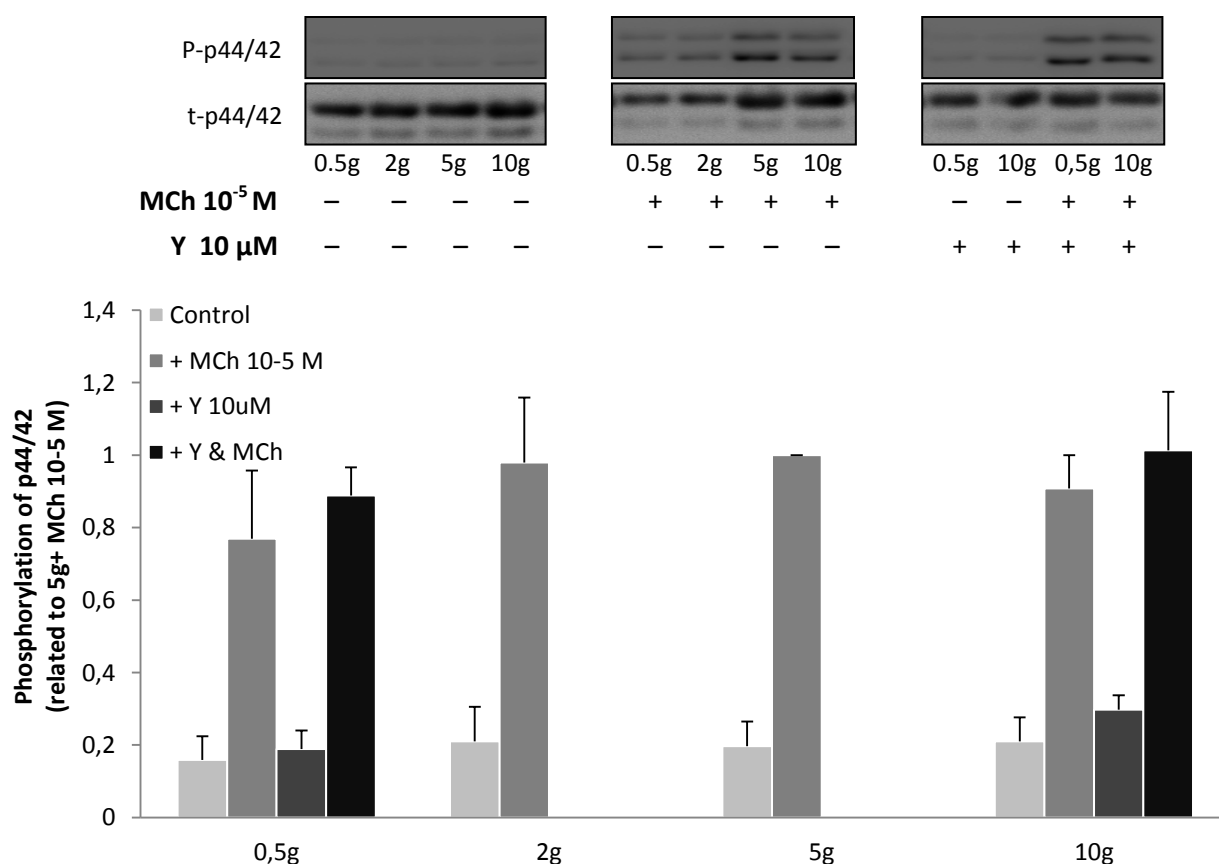 P-p44/42
t-p44/42
0.5g 2g 5g 10g 0.5g 2g 5g 10g 0.5g 10g 0,5g 10g
MCh 10⁻⁵ M – – – – + + + + – – + +
Y 10 µM – – – – – – – – + + + +
1,4
1,2
1
0,8
0,6
0,4
0,2
0
Phosphorylation of p44/42
(related to 5g+ MCh 10-5 M)
Control
+ MCh 10-5 M
+ Y 10uM
+ Y & MCh
0,5g 2g 5g 10g